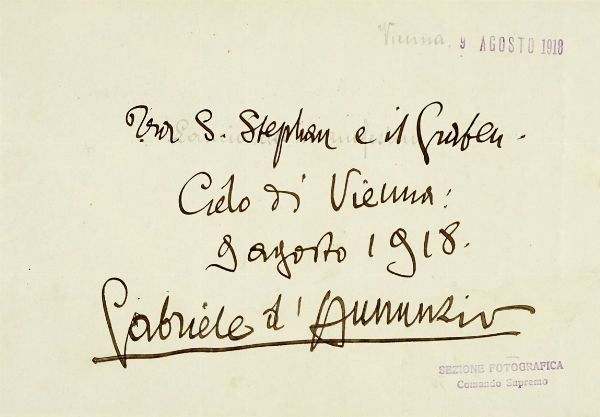 Vienna, 9 AGOSTO 1918
Tra S. Stephan e il Graben.
Cielo di Vienna:
9 agosto 1918.
Gabriele d'Annunzio
SEZIONE FOTOGRAFICA
Comando Supremo